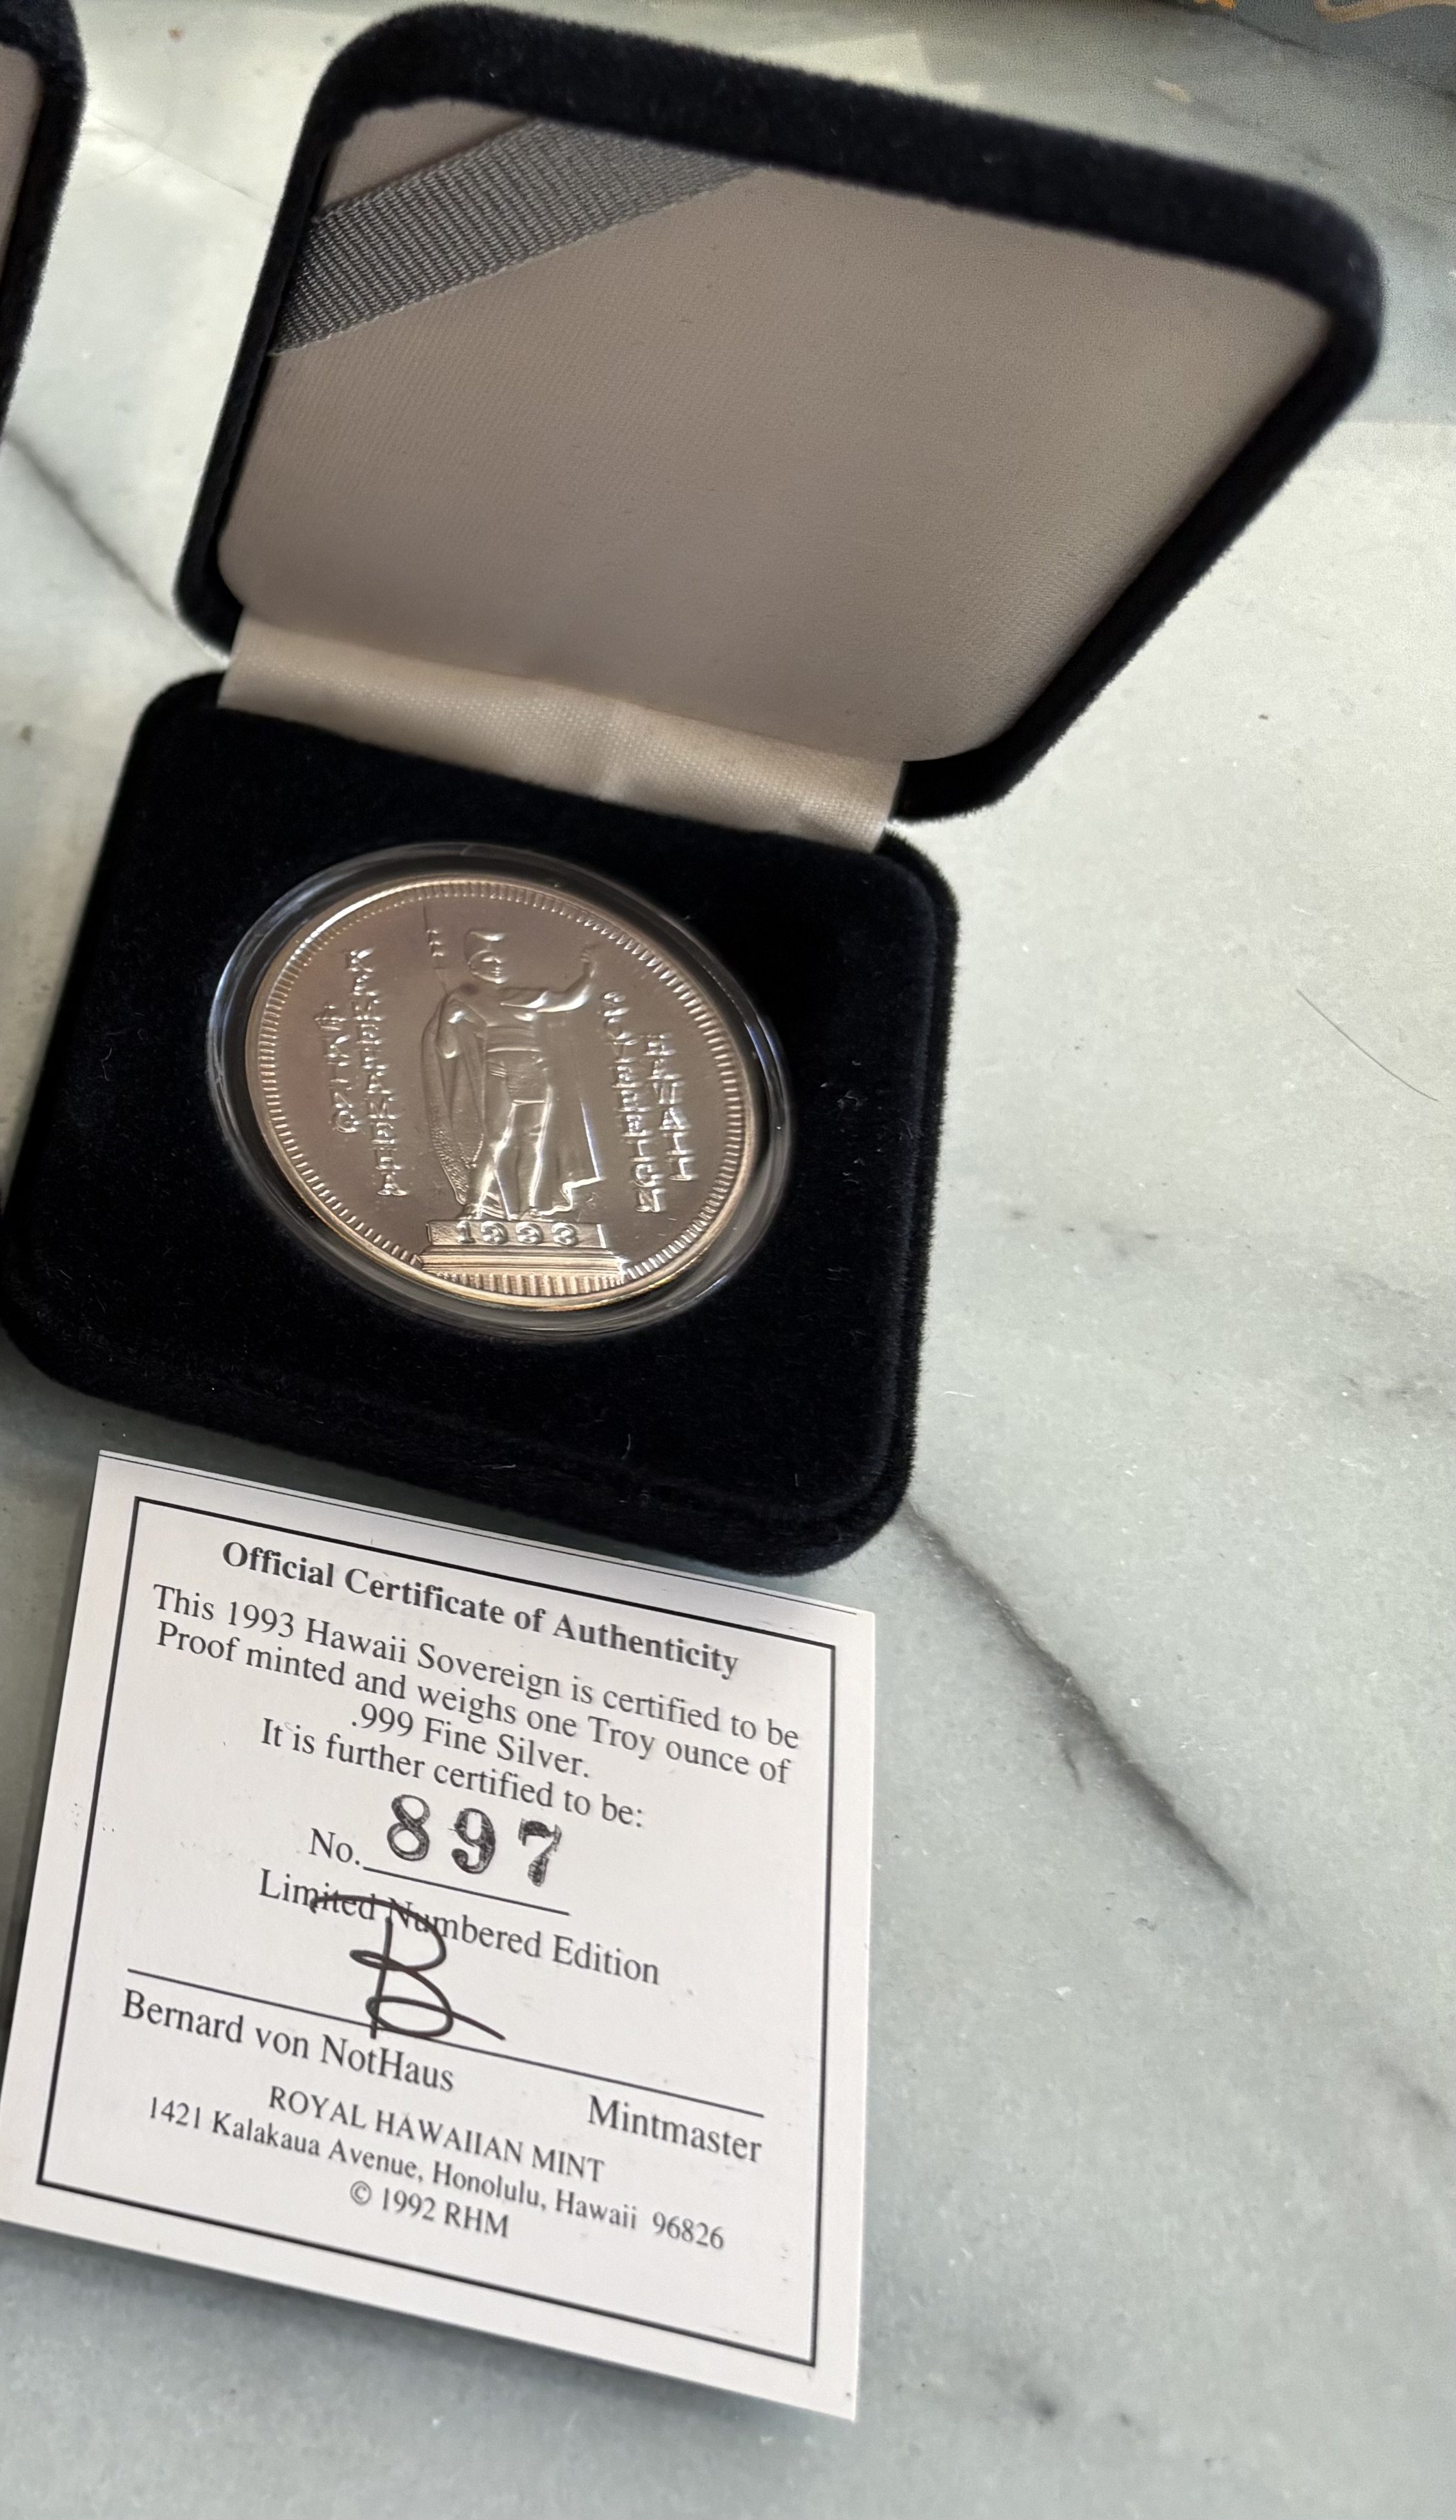 KAMEHAMEHA
HAWAII
SOVEREIGN
1993
Official Certificate of Authenticity
This 1993 Hawaii Sovereign is certified to be
Proof minted and weighs one Troy ounce of
.999 Fine Silver.
It is further certified to be:
No. 897
Limited Numbered Edition
B
Bernard von NotHaus Mintmaster
ROYAL HAWAIIAN MINT
1421 Kalakaua Avenue, Honolulu, Hawaii 96826
© 1992 RHM